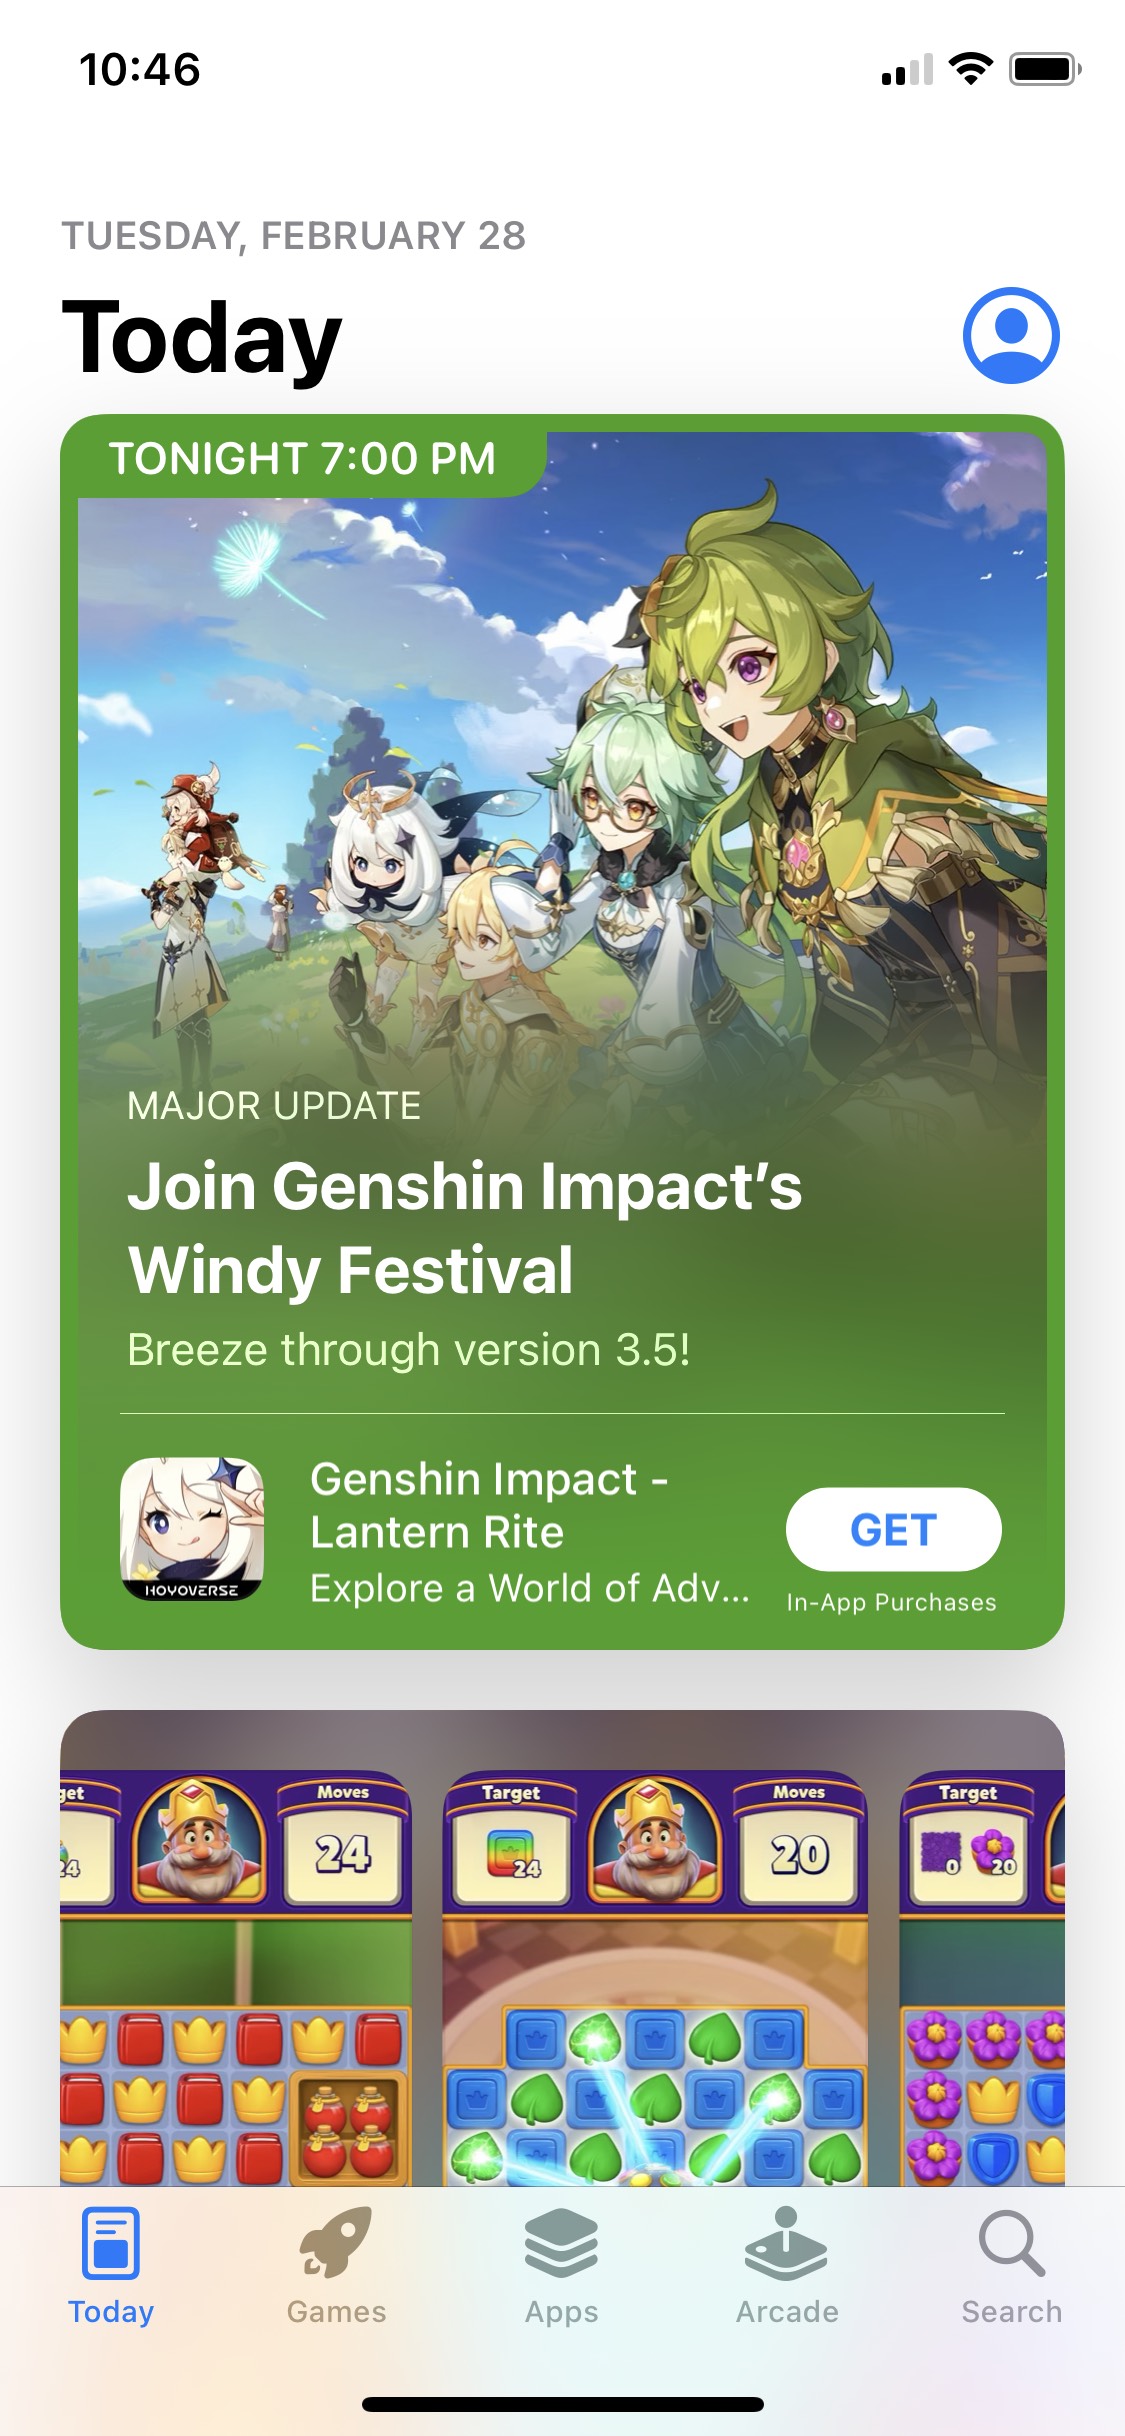 10:46
TUESDAY, FEBRUARY 28
Today
TONIGHT 7:00 PM
MAJOR UPDATE
Join Genshin Impact’s
Windy Festival
Breeze through version 3.5!
Genshin Impact -
Lantern Rite
Explore a World of Adv...
GET
In-App Purchases
HOYOVERSE
get
Moves
Target
Moves
Target
24
24
24
20
0
20
Today
Games
Apps
Arcade
Search